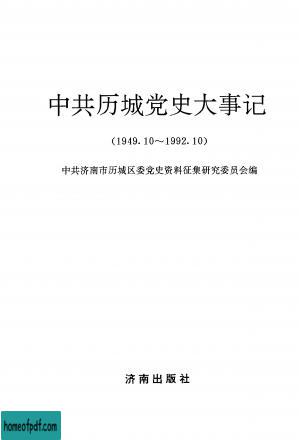 中共历城党史大事记
(1949.10～1992.10)
中共济南市历城区委党史资料征集研究委员会编
济南出版社
homeofpdf.com